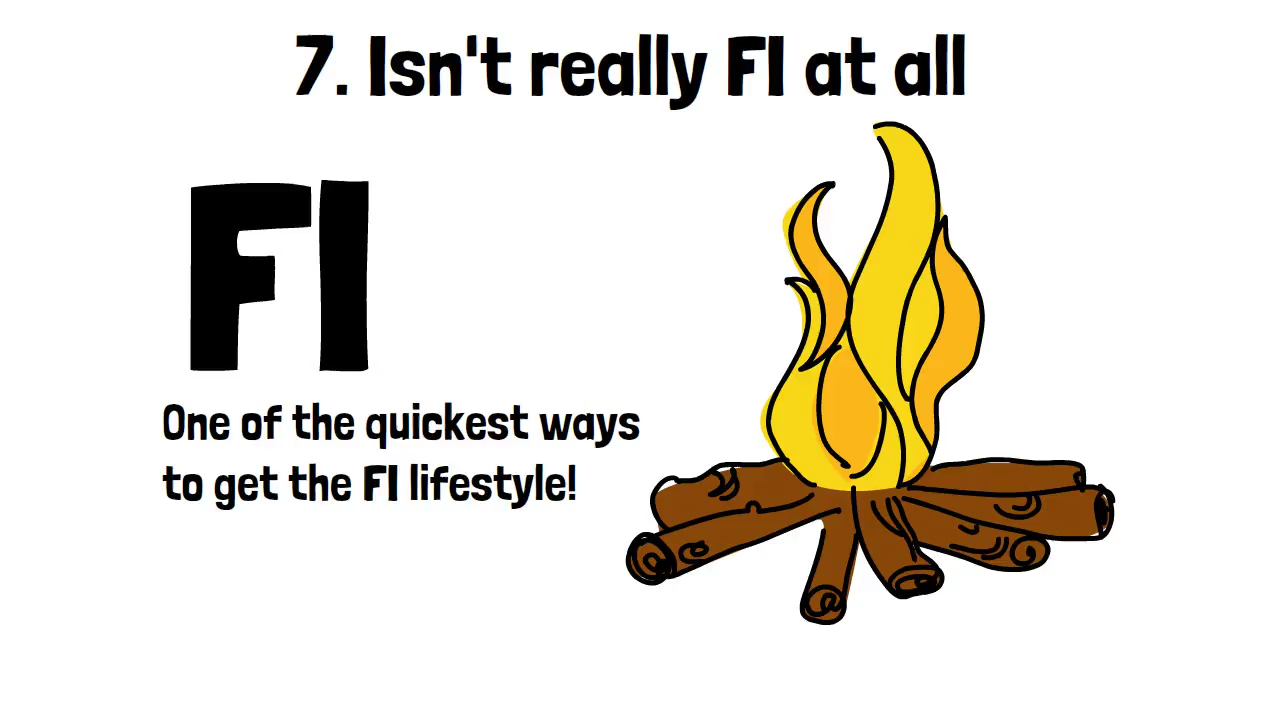 7. Isn't really FI at all
FI
One of the quickest ways
to get the FI lifestyle!